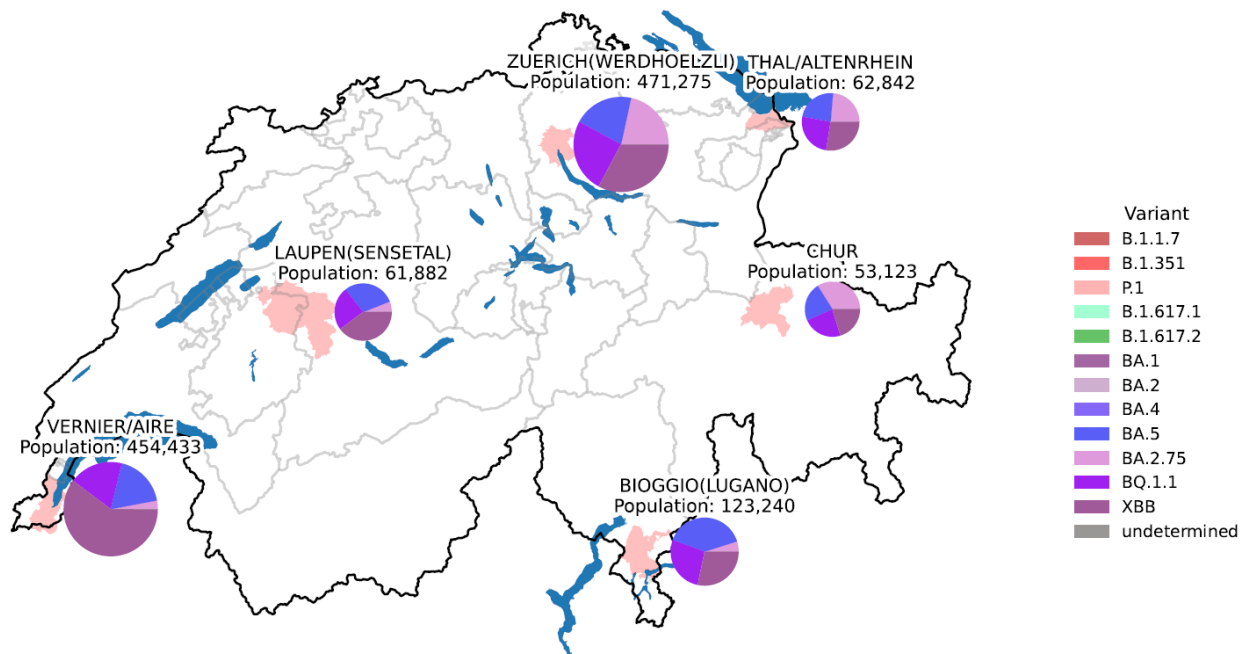 ZUERICH(WERDHOELZLI)
Population: 471,275
THAL/ALTENRHEIN
Population: 62,842
LAUPEN(SENSETAL)
Population: 61,882
CHUR
Population: 53,123
VERNIER/AIRE
Population: 454,433
BIOGGIO(LUGANO)
Population: 123,240
Variant
B.1.1.7
B.1.351
P.1
B.1.617.1
B.1.617.2
BA.1
BA.2
BA.4
BA.5
BA.2.75
BQ.1.1
XBB
undetermined